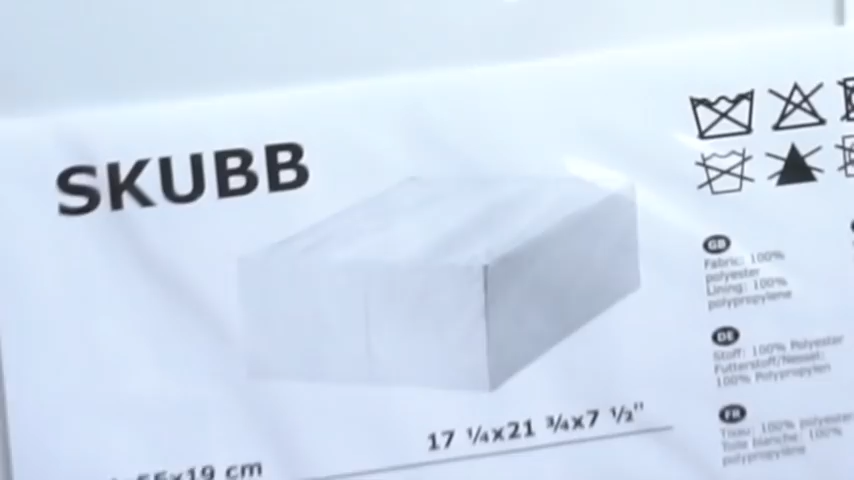 SKUBB
17 ¼x21 ¾x7 ½"
55x19 cm
GB
Fabric: 100%
polyester
Lining: 100%
polypropylene
DE
Stoff: 100% Polyester
Futterstoff/Nessel:
100% Polypropylen
FR
Tissu: 100% polyester
Toile blanche: 100%
polypropylène